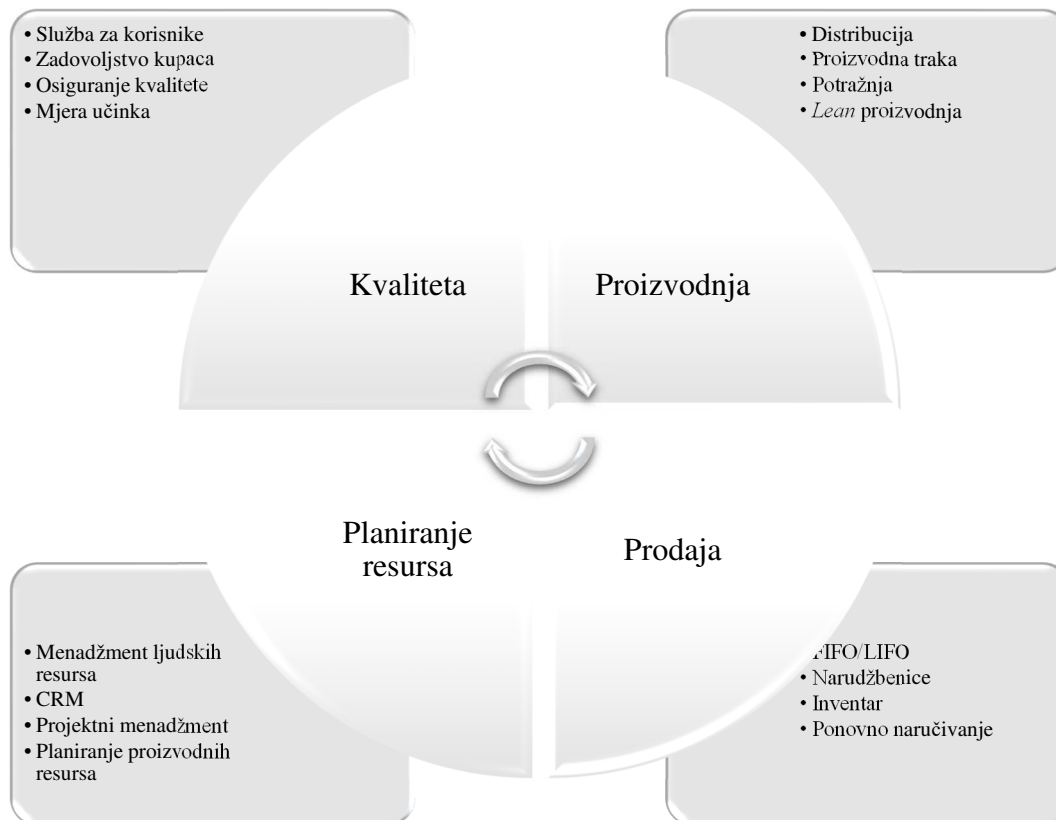 • Služba za korisnike
• Zadovoljstvo kupaca
• Osiguranje kvalitete
• Mjera učinka
• Distribucija
• Proizvodna traka
• Potražnja
• Lean proizvodnja
Kvaliteta
Proizvodnja
Planiranje
resursa
Prodaja
• Menadžment ljudskih
resursa
• CRM
• Projektni menadžment
• Planiranje proizvodnih
resursa
• FIFO/LIFO
• Narudžbenice
• Inventar
• Ponovno naručivanje